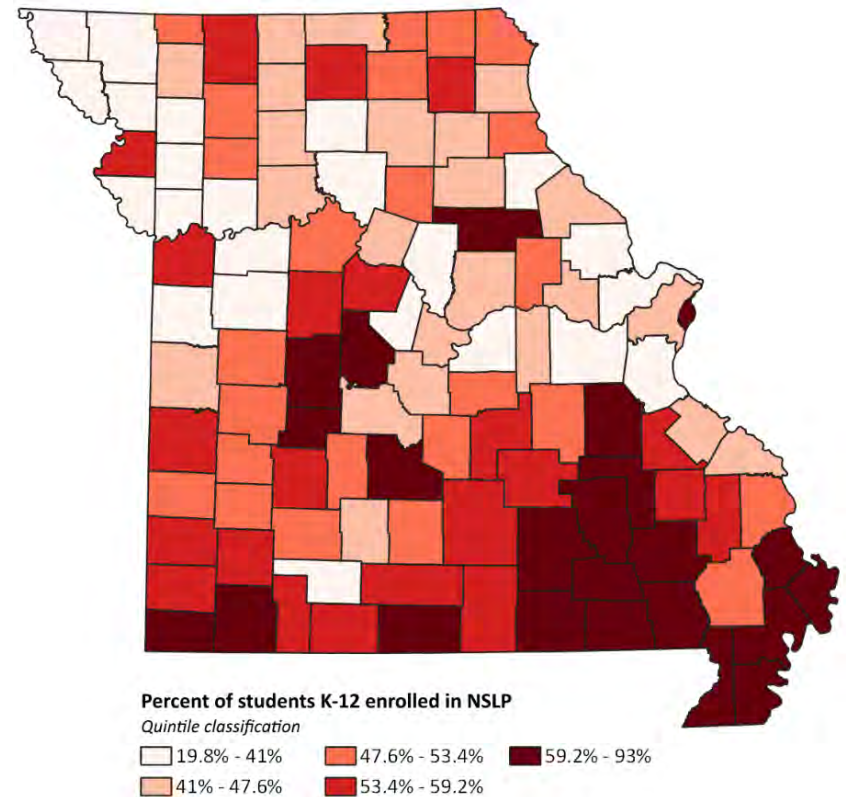 Percent of students K-12 enrolled in NSLP
Quintile classification
19.8% - 41% 47.6% - 53.4% 59.2% - 93%
41% - 47.6% 53.4% - 59.2%